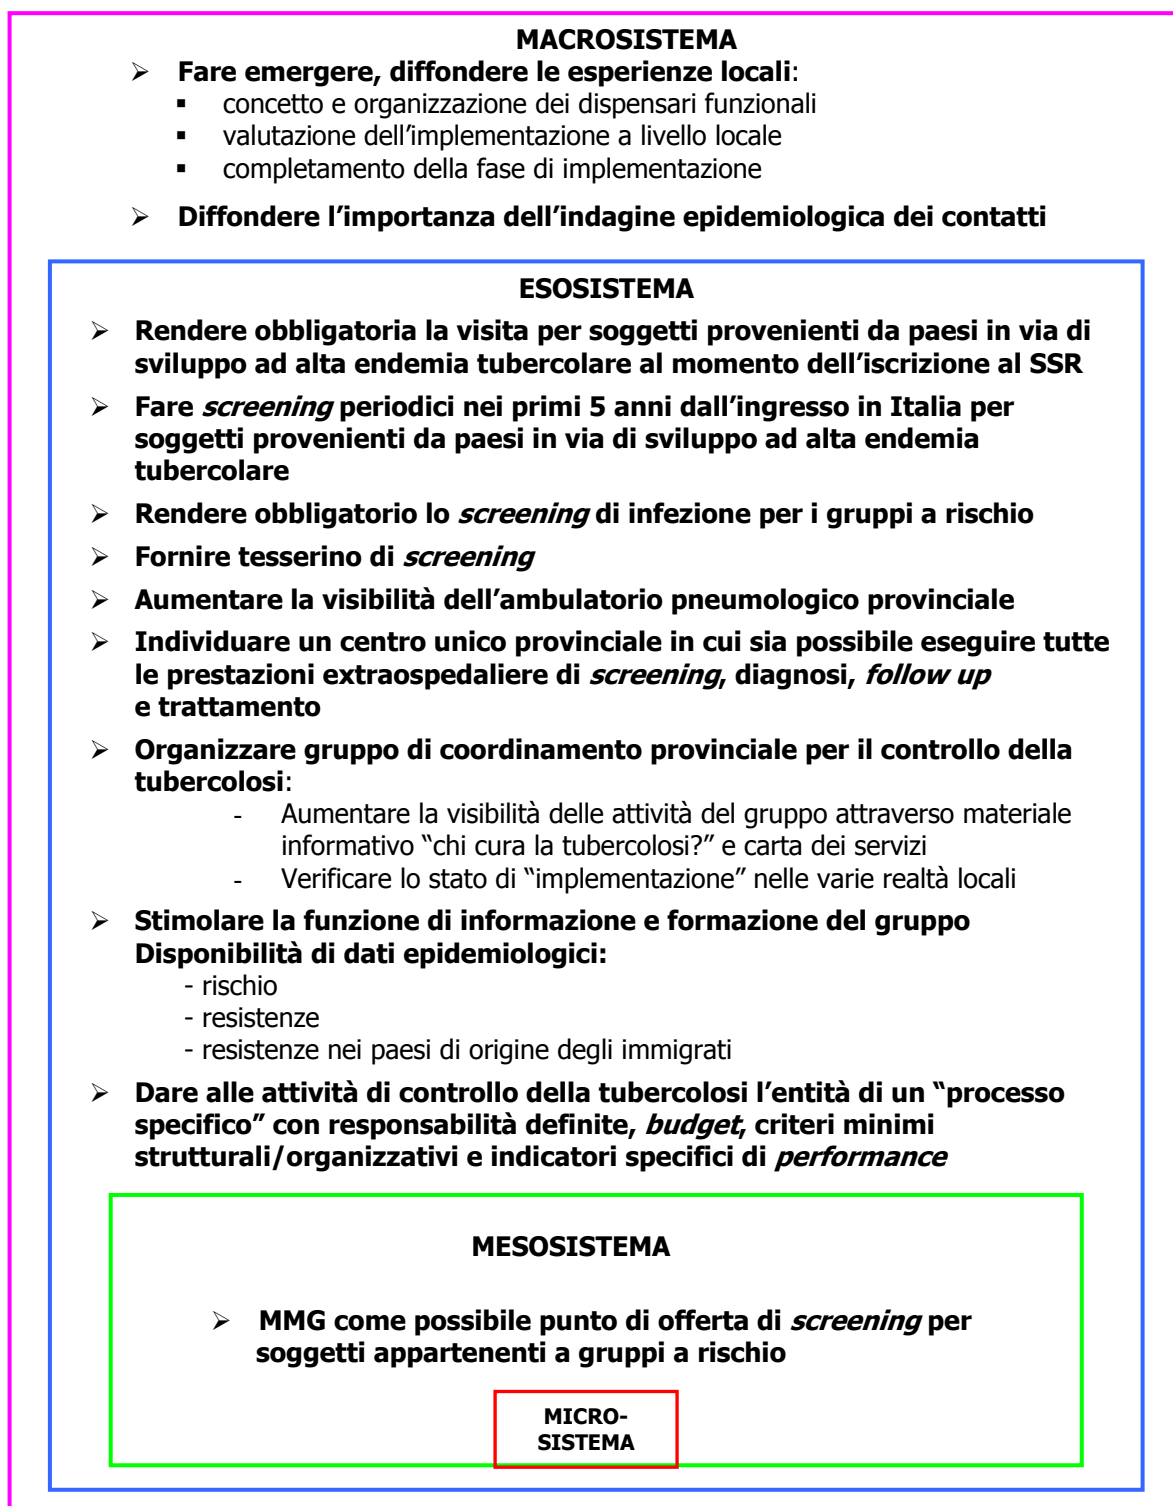 MACROSISTEMA
➢ Fare emergere, diffondere le esperienze locali:
▪ concetto e organizzazione dei dispensari funzionali
▪ valutazione dell’implementazione a livello locale
▪ completamento della fase di implementazione
➢ Diffondere l’importanza dell’indagine epidemiologica dei contatti
ESOSISTEMA
➢ Rendere obbligatoria la visita per soggetti provenienti da paesi in via di
sviluppo ad alta endemia tubercolare al momento dell’iscrizione al SSR
➢ Fare screening periodici nei primi 5 anni dall’ingresso in Italia per
soggetti provenienti da paesi in via di sviluppo ad alta endemia
tubercolare
➢ Rendere obbligatorio lo screening di infezione per i gruppi a rischio
➢ Fornire tesserino di screening
➢ Aumentare la visibilità dell’ambulatorio pneumologico provinciale
➢ Individuare un centro unico provinciale in cui sia possibile eseguire tutte
le prestazioni extraospedaliere di screening, diagnosi, follow up
e trattamento
➢ Organizzare gruppo di coordinamento provinciale per il controllo della
tubercolosi:
- Aumentare la visibilità delle attività del gruppo attraverso materiale
informativo “chi cura la tubercolosi?” e carta dei servizi
- Verificare lo stato di “implementazione” nelle varie realtà locali
➢ Stimolare la funzione di informazione e formazione del gruppo
Disponibilità di dati epidemiologici:
- rischio
- resistenze
- resistenze nei paesi di origine degli immigrati
➢ Dare alle attività di controllo della tubercolosi l’entità di un “processo
specifico” con responsabilità definite, budget, criteri minimi
strutturali/organizzativi e indicatori specifici di performance
MESOSISTEMA
➢ MMG come possibile punto di offerta di screening per
soggetti appartenenti a gruppi a rischio
MICRO-
SISTEMA